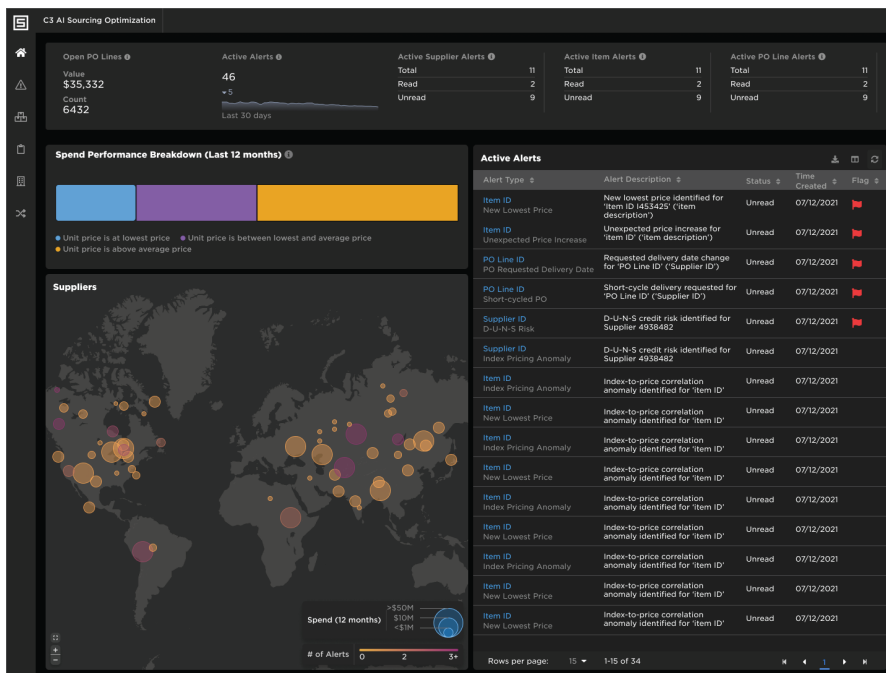 C3 AI Sourcing Optimization
Open PO Lines
Value
$35,332
Count
6432
Active Alerts
46
5
Last 30 days
Active Supplier Alerts
Total 11
Read 2
Unread 9
Active Item Alerts
Total 11
Read 2
Unread 9
Active PO Line Alerts
Total 11
Read 2
Unread 9
Spend Performance Breakdown (Last 12 months)
Unit price is at lowest price Unit price is between lowest and average price
Unit price is above average price
Suppliers
>$50M
Spend (12 months) $10M
<$1M
# of Alerts 0 2 3+
+
−
Active Alerts
Alert Type Alert Description Status Time Created Flag
Item ID
New Lowest Price
New lowest price identified for
'Item ID I453425' ('item
description')
Unread 07/12/2021
Item ID
Unexpected Price Increase
Unexpected price increase for
'item ID' ('item description')
Unread 07/12/2021
PO Line ID
PO Requested Delivery Date
Requested delivery date change
for 'PO Line ID' ('Supplier ID')
Unread 07/12/2021
PO Line ID
Short-cycled PO
Short-cycle delivery requested for
'PO Line ID' ('Supplier ID')
Unread 07/12/2021
Supplier ID
D-U-N-S Risk
D-U-N-S credit risk identified for
Supplier 4938482
Unread 07/12/2021
Supplier ID
Index Pricing Anomaly
D-U-N-S credit risk identified for
Supplier 4938482
Unread 07/12/2021
Item ID
Index Pricing Anomaly
Index-to-price correlation
anomaly identified for 'item ID'
Unread 07/12/2021
Item ID
New Lowest Price
Index-to-price correlation
anomaly identified for 'item ID'
Unread 07/12/2021
Item ID
Index Pricing Anomaly
Index-to-price correlation
anomaly identified for 'item ID'
Unread 07/12/2021
Item ID
New Lowest Price
Index-to-price correlation
anomaly identified for 'item ID'
Unread 07/12/2021
Item ID
Index Pricing Anomaly
Index-to-price correlation
anomaly identified for 'item ID'
Unread 07/12/2021
Item ID
New Lowest Price
Index-to-price correlation
anomaly identified for 'item ID'
Unread 07/12/2021
Item ID
Index Pricing Anomaly
Index-to-price correlation
anomaly identified for 'item ID'
Unread 07/12/2021
Item ID
New Lowest Price
Index-to-price correlation
anomaly identified for 'item ID'
Unread 07/12/2021
Item ID
New Lowest Price
Index-to-price correlation
anomaly identified for 'item ID'
Unread 07/12/2021
Rows per page: 15 1-15 of 34 1